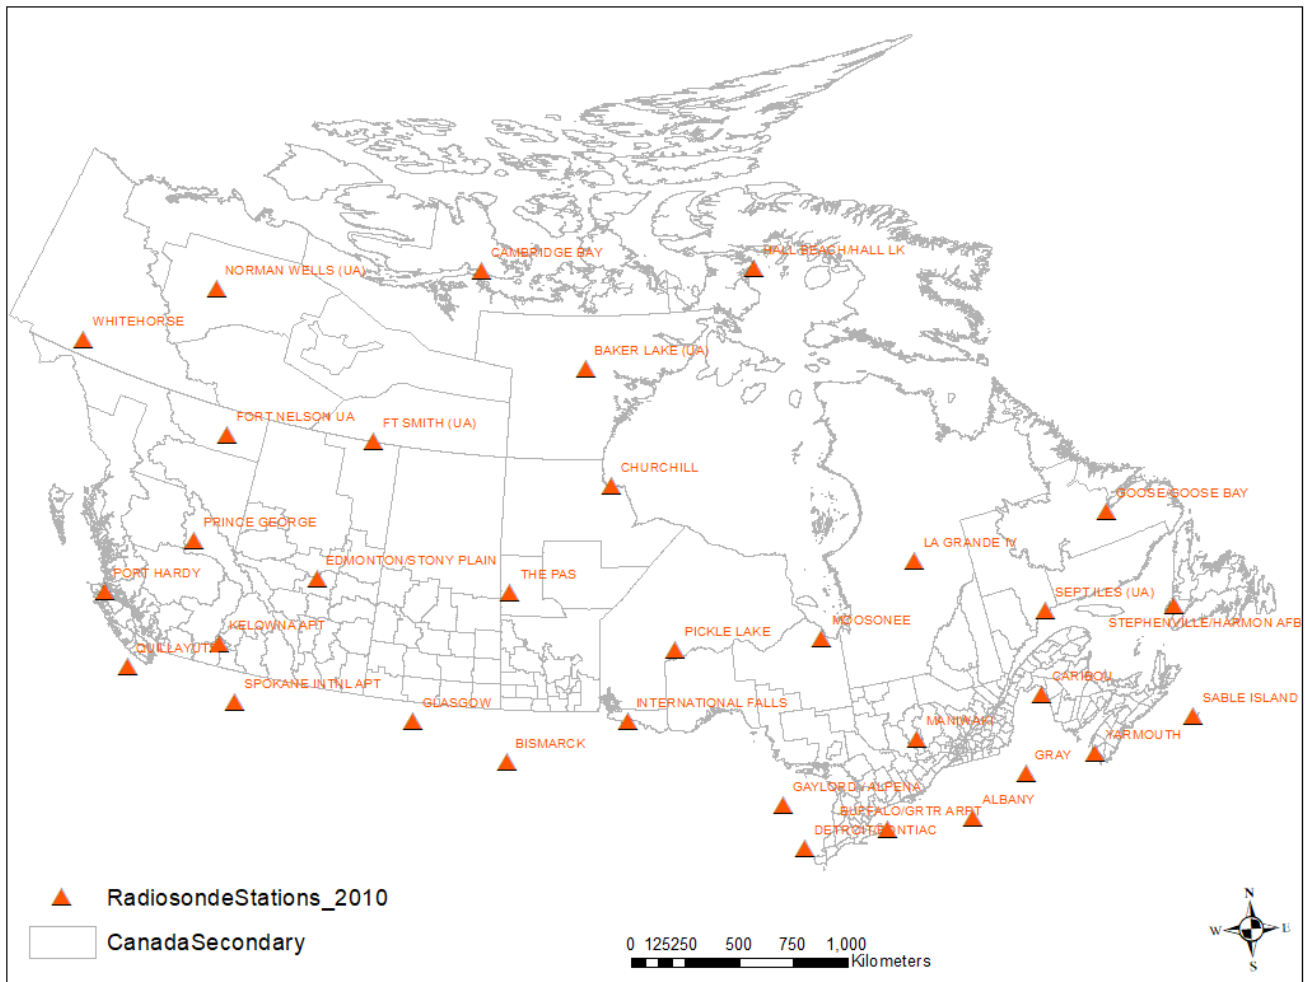 CAMBRIDGE BAY
HALL BEACH/HALL LK
NORMAN WELLS (UA)
WHITEHORSE
BAKER LAKE (UA)
FORT NELSON UA
FT SMITH (UA)
CHURCHILL
GOOSE/GOOSE BAY
PRINCE GEORGE
LA GRANDE IV
EDMONTON/STONY PLAIN
PORT HARDY
THE PAS
SEPT ILES (UA)
STEPHENVILLE/HARMON AFB
KELOWNA APT
MOOSONEE
PICKLE LAKE
QUILLAYUTE
SPOKANE INTNL APT
CARIBOU
GLASGOW
INTERNATIONAL FALLS
SABLE ISLAND
MANIWAKI
YARMOUTH
BISMARCK
GRAY
GAYLORD / ALPENA
ALBANY
BUFFALO/GRTR ARPT
DETROIT/PONTIAC
RadiosondeStations_2010
CanadaSecondary
0 125250 500 750 1,000
Kilometers
N
W E
S